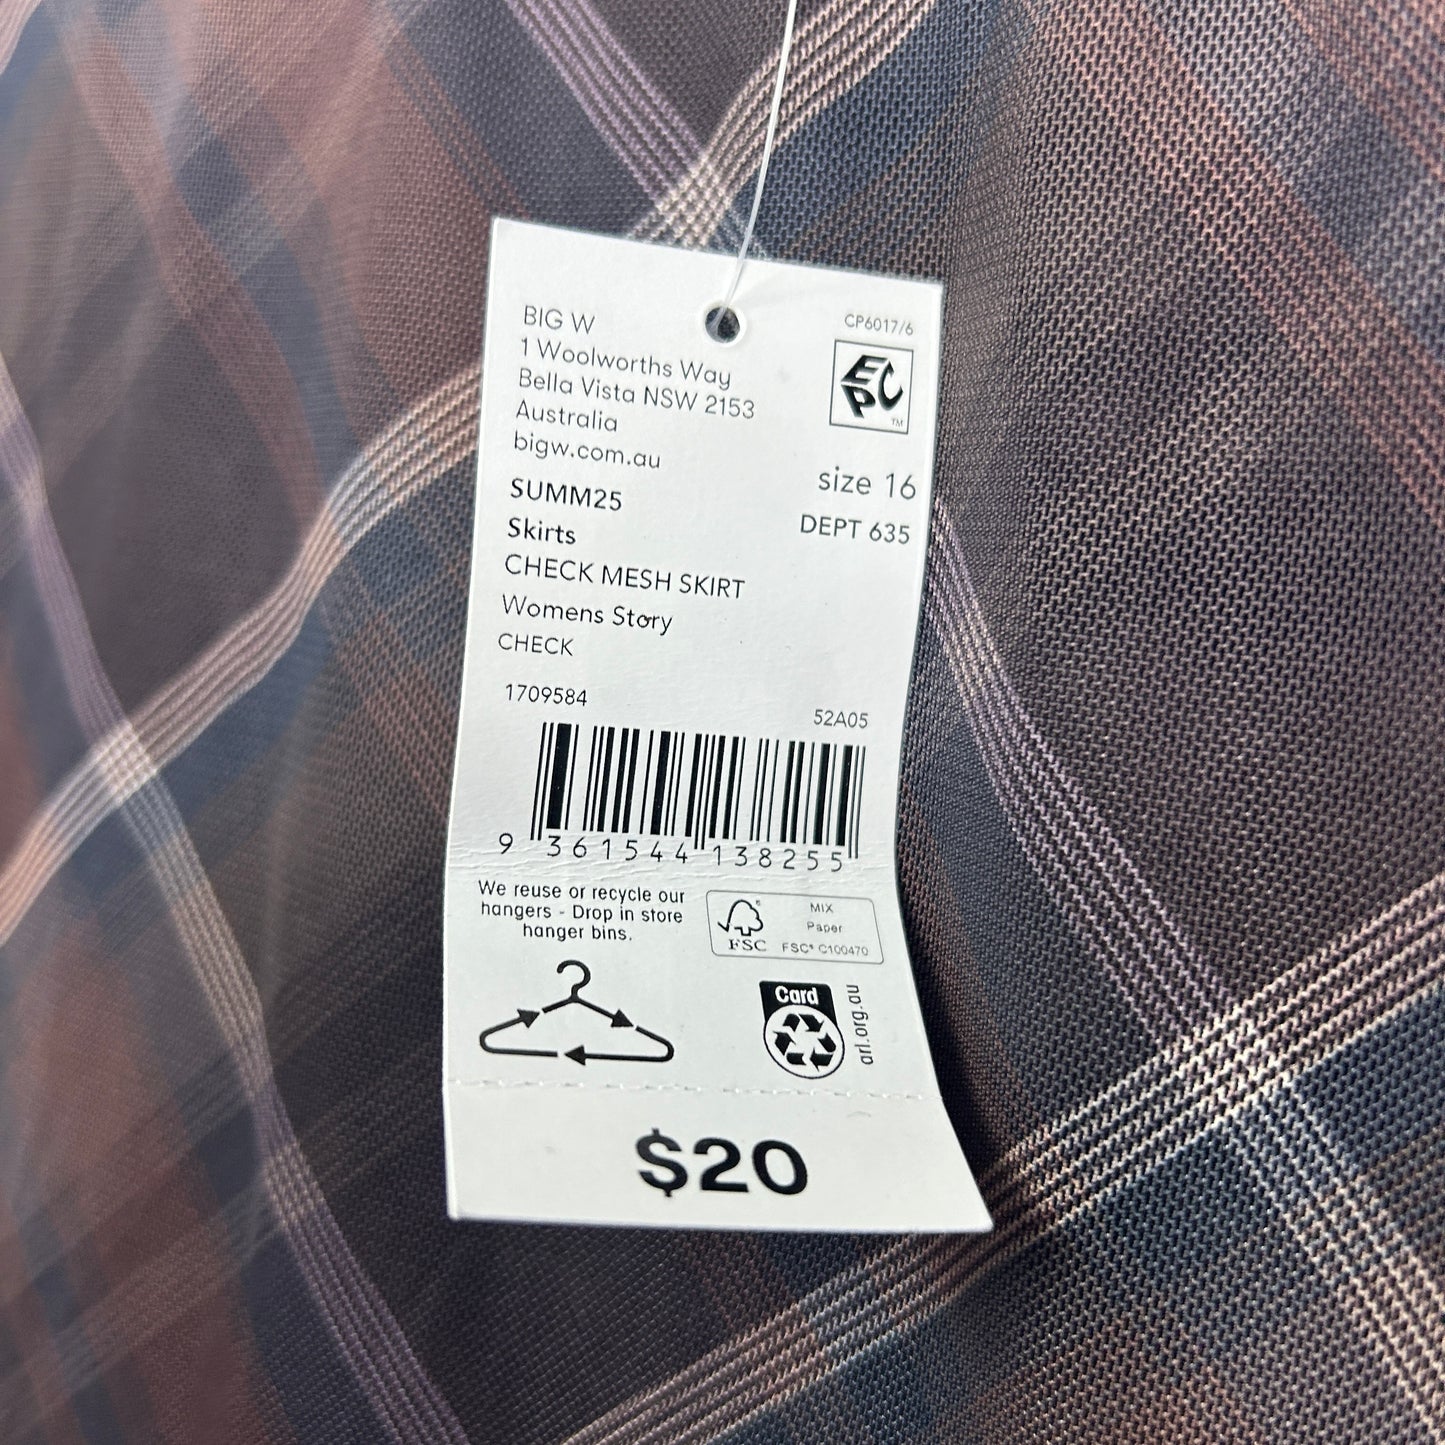 BIG W
1 Woolworths Way
Bella Vista NSW 2153
Australia
bigw.com.au
CP6017/6
EPC
TM
size 16
DEPT 635
SUMM25
Skirts
CHECK MESH SKIRT
Womens Story
CHECK
1709584
52A05
9 361544 138255
We reuse or recycle our
hangers - Drop in store
hanger bins.
FSC
MIX
Paper
FSC® C100470
Card
arl.org.au
$20